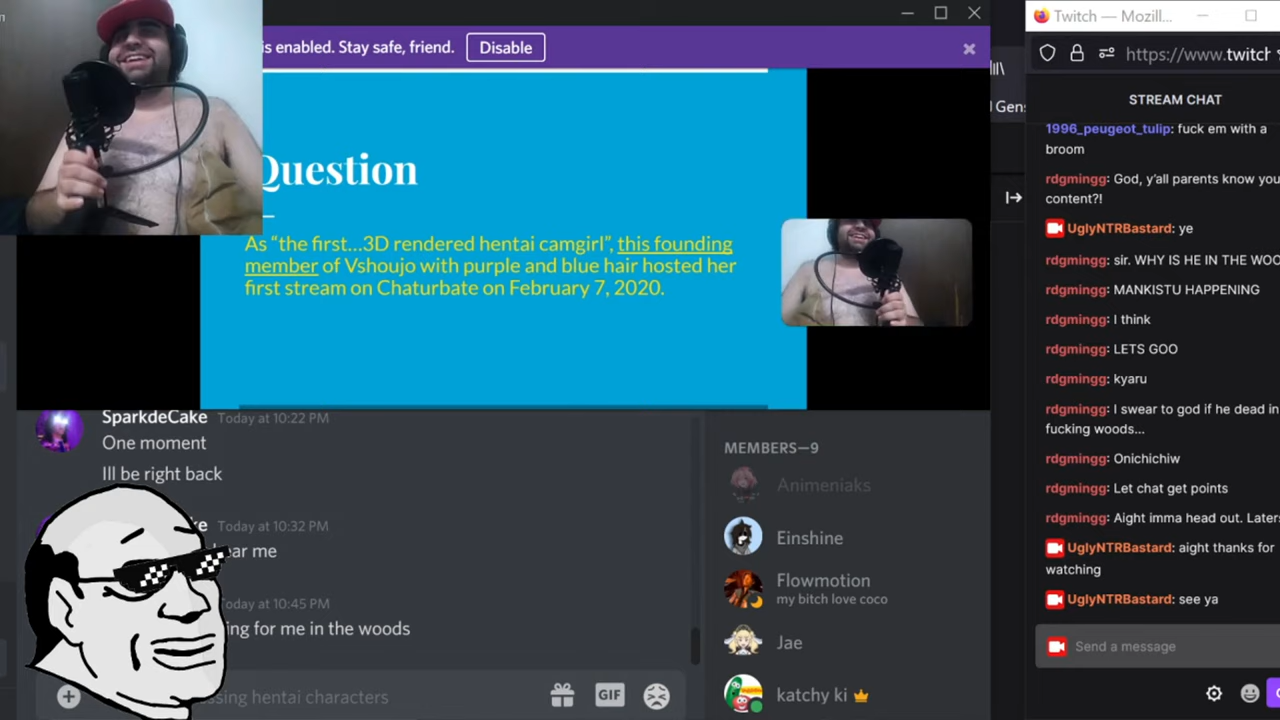 is enabled. Stay safe, friend.
Disable
Question
As “the first...3D rendered hentai camgirl”, this founding
member of Vshoujo with purple and blue hair hosted her
first stream on Chaturbate on February 7, 2020.
SparkdeCake Today at 10:22 PM
One moment
Ill be right back
Today at 10:32 PM
ear me
Today at 10:45 PM
ing for me in the woods
sing hentai characters
GIF
MEMBERS—9
Animeniaks
Einshine
Flowmotion
my bitch love coco
Jae
katchy ki
Gens
Twitch — Mozill...
https://www.twitch
STREAM CHAT
1996_peugeot_tulip: fuck em with a
broom
rdgmingg: God, y'all parents know you
content?!
UglyNTRBastard: ye
rdgmingg: sir. WHY IS HE IN THE WOO
rdgmingg: MANKISTU HAPPENING
rdgmingg: I think
rdgmingg: LETS GOO
rdgmingg: kyaru
rdgmingg: I swear to god if he dead in
fucking woods...
rdgmingg: Onichichiw
rdgmingg: Let chat get points
rdgmingg: Aight imma head out. Later
UglyNTRBastard: aight thanks for
watching
UglyNTRBastard: see ya
Send a message